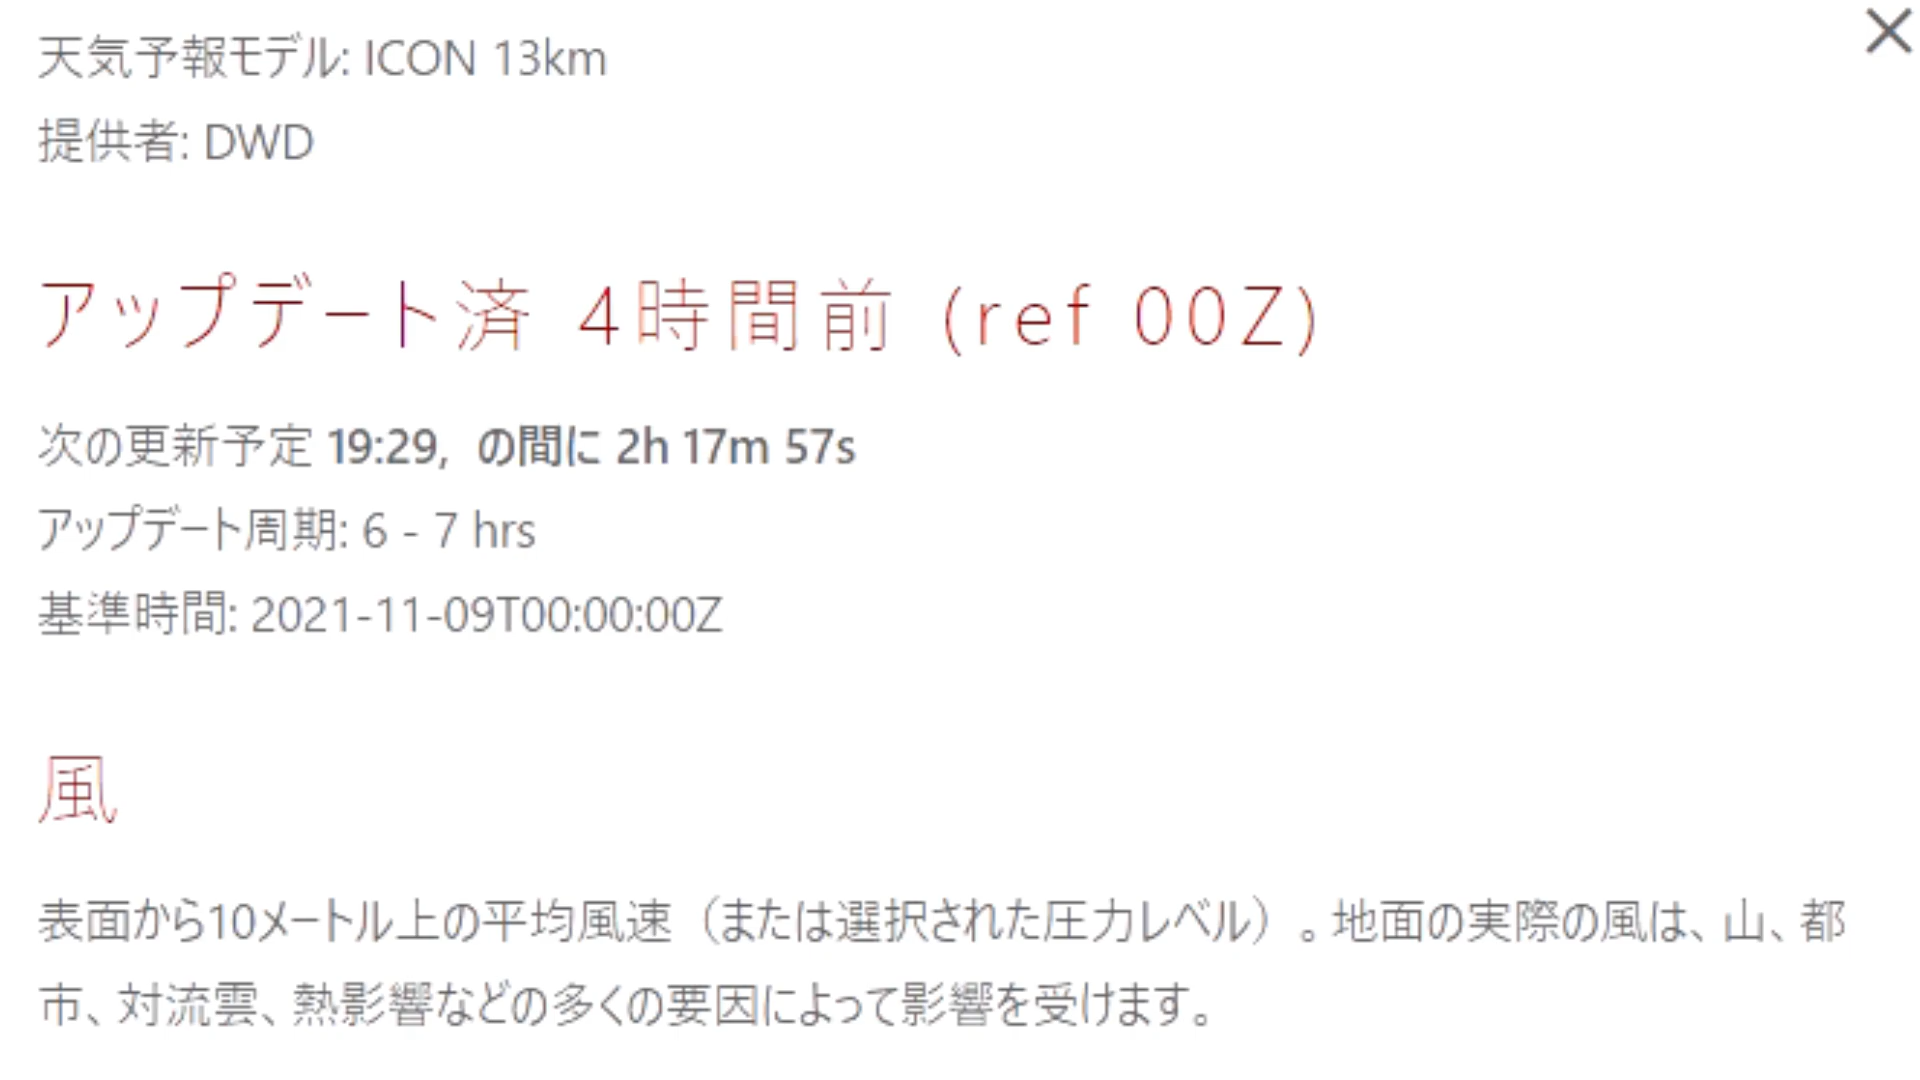 天気予報モデル: ICON 13km
提供者: DWD
アップデート済 4時間前 (ref 00Z)
次の更新予定 19:29, の間に 2h 17m 57s
アップデート周期: 6 - 7 hrs
基準時間: 2021-11-09T00:00:00Z
風
表面から10メートル上の平均風速（または選択された圧力レベル）。地面の実際の風は、山、都
市、対流雲、熱影響などの多くの要因によって影響を受けます。